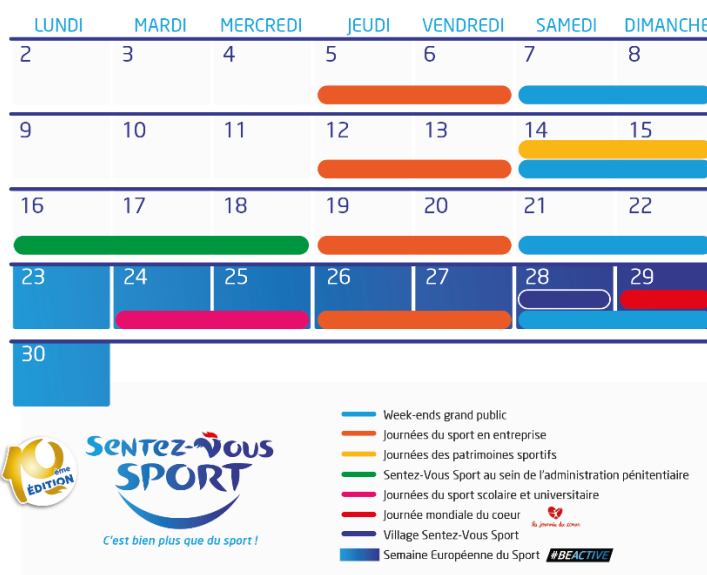 LUNDI MARDI MERCREDI JEUDI VENDREDI SAMEDI DIMANCHE
2 3 4 5 6 7 8
9 10 11 12 13 14 15
16 17 18 19 20 21 22
23 24 25 26 27 28 29
30
Week-ends grand public
Journées du sport en entreprise
Journées des patrimoines sportifs
Sentez-Vous Sport au sein de l'administration pénitentiaire
Journées du sport scolaire et universitaire
Journée mondiale du coeur la journée du coeur
Village Sentez-Vous Sport
Semaine Européenne du Sport #BEACTIVE
10ème
ÉDITION
SENTEZ-VOUS
SPORT
C'est bien plus que du sport !